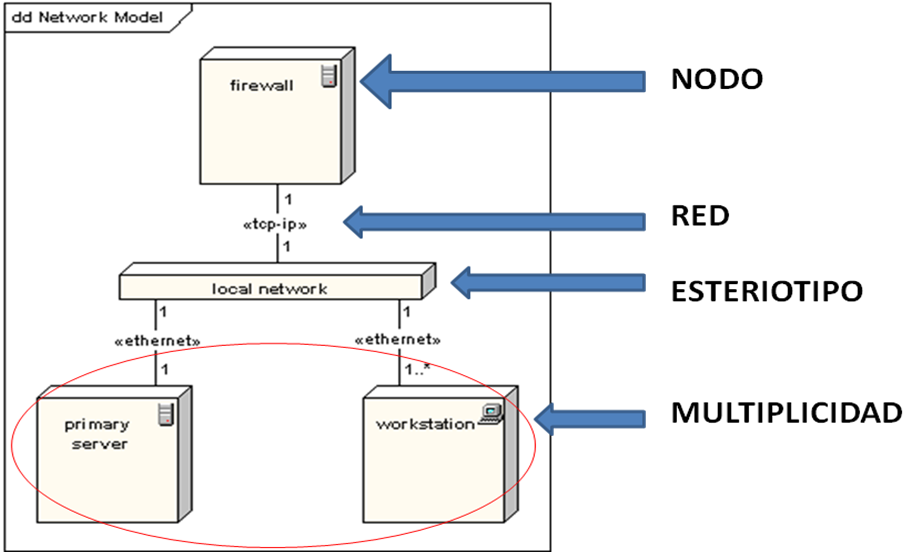 dd Network Model
firewall
NODO
1
«tcp-ip»
RED
1
local network
ESTERIOTIPO
1
1
«ethernet»
«ethernet»
1
1..*
primary
server
workstation
MULTIPLICIDAD